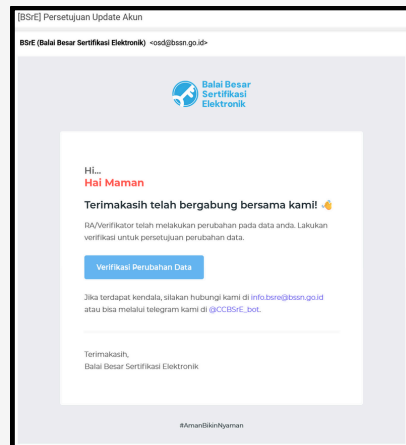 [BSrE] Persetujuan Update Akun
BSrE (Balai Besar Sertifikasi Elektronik) <osd@bssn.go.id>
Balai Besar
Sertifikasi
Elektronik
Hi...
Hai Maman
Terimakasih telah bergabung bersama kami! 🤙
RA/Verifikator telah melakukan perubahan pada data anda. Lakukan
verifikasi untuk persetujuan perubahan data.
Verifikasi Perubahan Data
Jika terdapat kendala, silakan hubungi kami di info.bsre@bssn.go.id
atau bisa melalui telegram kami di @CCBSrE_bot.
Terimakasih,
Balai Besar Sertifikasi Elektronik
#AmanBikinNyaman